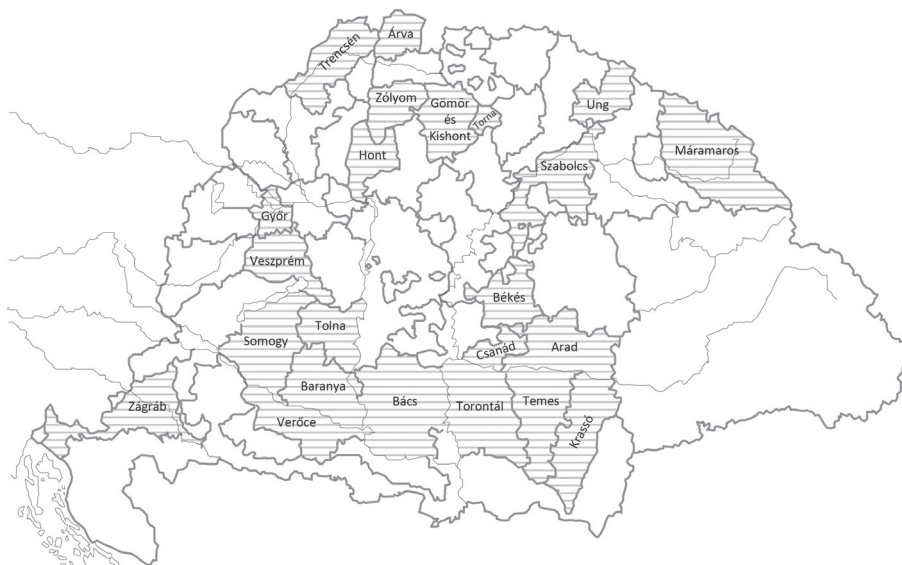 Árva
Trencsén
Zólyom
Gömör
és
Kishont
Torna
Ung
Máramaros
Hont
Szabolcs
Győr
Veszprém
Békés
Tolna
Somogy
Csanád
Arad
Baranya
Zágráb
Bács
Torontál
Temes
Verőce
Krassó